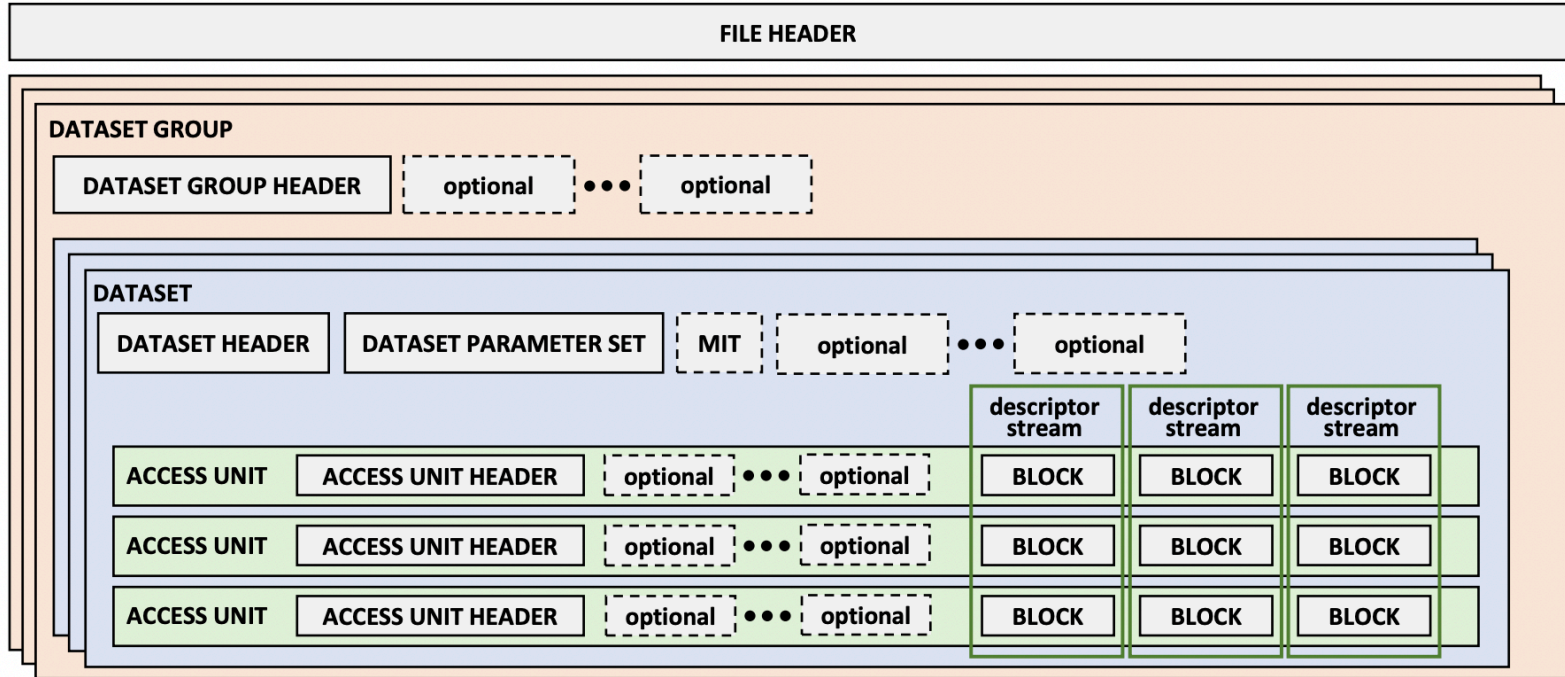 FILE HEADER
DATASET GROUP
DATASET GROUP HEADER optional ••• optional
DATASET
DATASET HEADER DATASET PARAMETER SET MIT optional ••• optional
descriptor descriptor descriptor
stream stream stream
ACCESS UNIT ACCESS UNIT HEADER optional ••• optional BLOCK BLOCK BLOCK
ACCESS UNIT ACCESS UNIT HEADER optional ••• optional BLOCK BLOCK BLOCK
ACCESS UNIT ACCESS UNIT HEADER optional ••• optional BLOCK BLOCK BLOCK